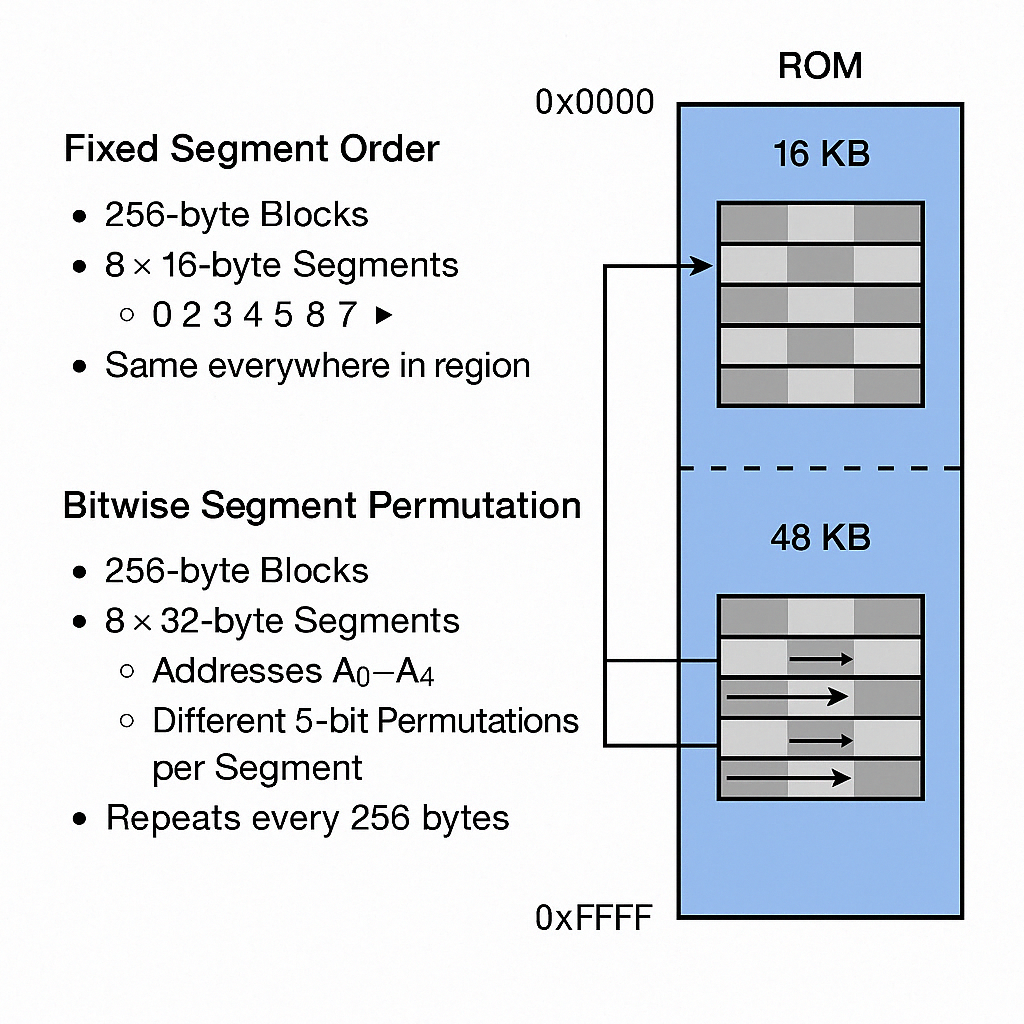 ROM
0x0000
16 KB
Fixed Segment Order
• 256-byte Blocks
• 8 × 16-byte Segments
○ 0 2 3 4 5 8 7 ▶
• Same everywhere in region
Bitwise Segment Permutation
48 KB
• 256-byte Blocks
• 8 × 32-byte Segments
○ Addresses A₀–A₄
○ Different 5-bit Permutations
per Segment
• Repeats every 256 bytes
0xFFFF